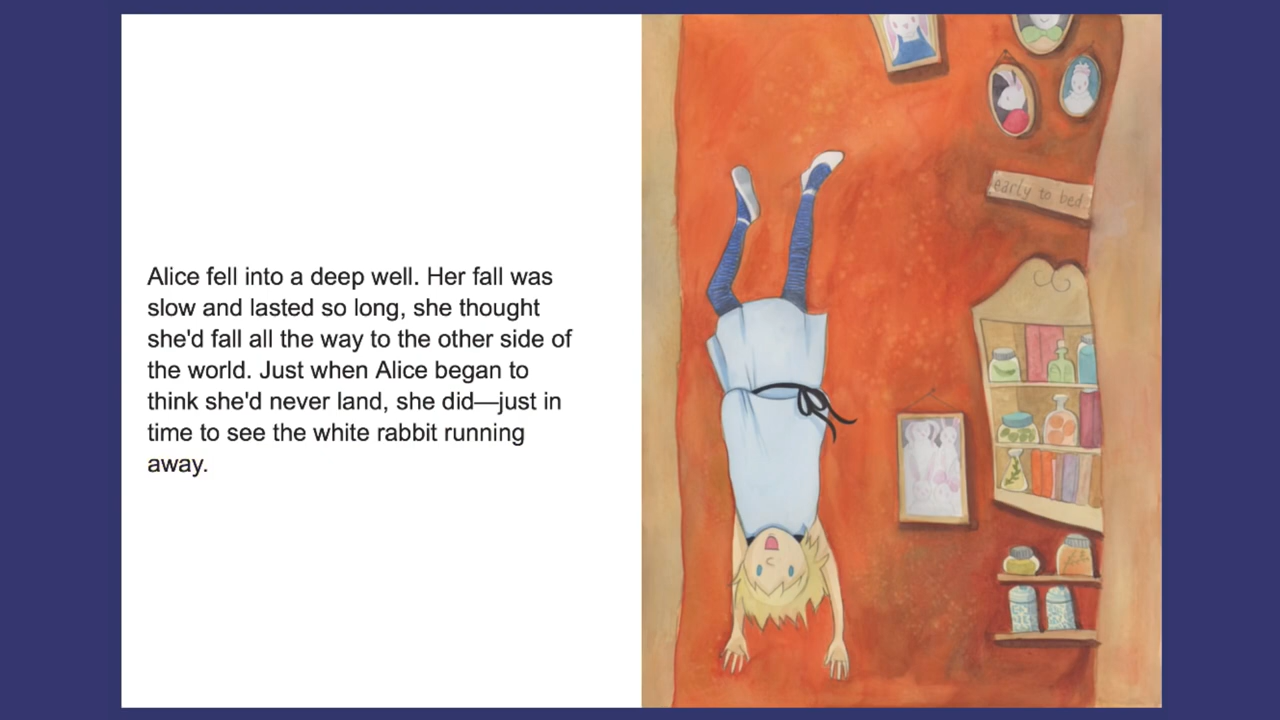 Alice fell into a deep well. Her fall was
slow and lasted so long, she thought
she'd fall all the way to the other side of
the world. Just when Alice began to
think she'd never land, she did—just in
time to see the white rabbit running
away.
early to bed